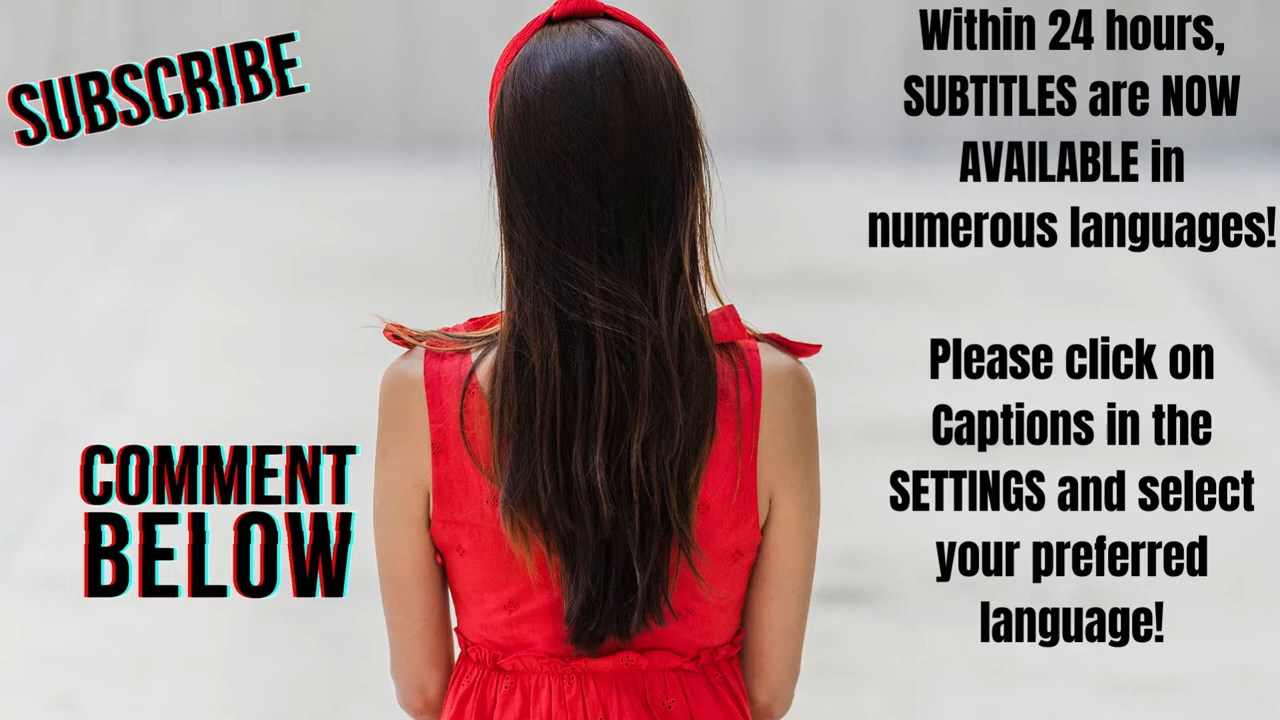 SUBSCRIBE
COMMENT
BELOW
Within 24 hours,
SUBTITLES are NOW
AVAILABLE in
numerous languages!
Please click on
Captions in the
SETTINGS and select
your preferred
language!